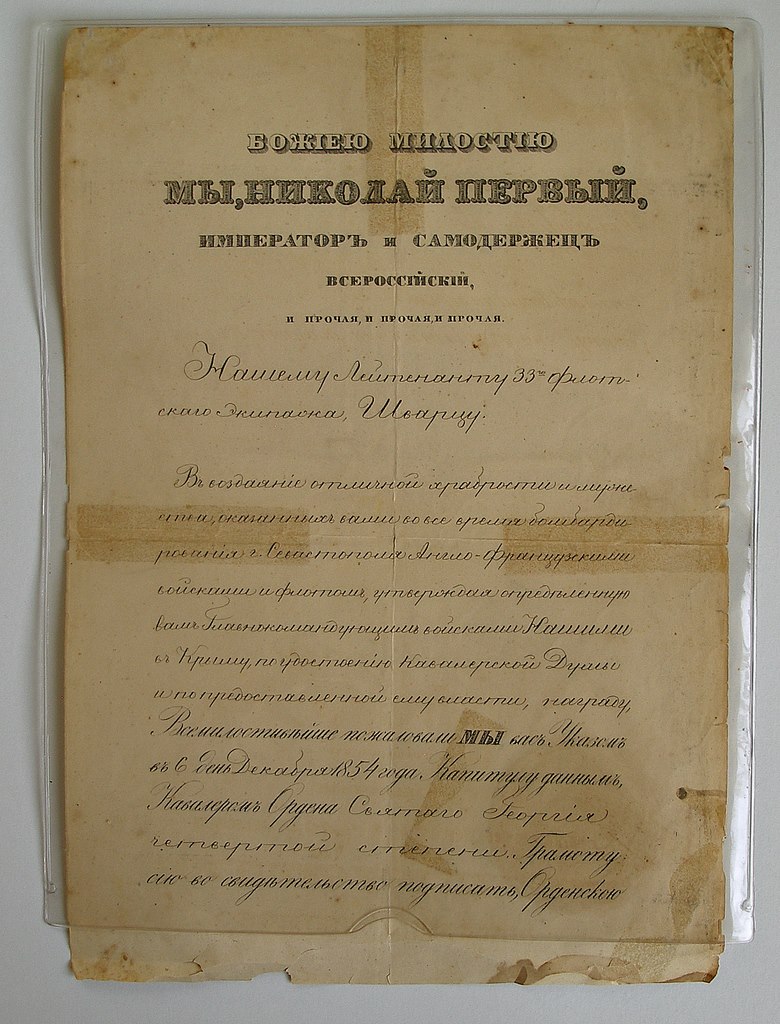 БОЖІЕЮ МИЛОСТІЮ
МЫ, НИКОЛАЙ ПЕРВЫЙ,
ИМПЕРАТОРЪ и САМОДЕРЖЕЦЪ
ВСЕРОССІЙСКІЙ,
И ПРОЧАЯ, И ПРОЧАЯ, И ПРОЧАЯ.
Нашему Лейтенанту 33го флот-
скаго Экипажа, Шварцу.
Въ воздаяніе отличной храбрости и муже-
ства, оказанныхъ вами во все время бомбарди-
рованія г. Севастополя Англо-Французскими
войсками и флотомъ, утверждая опредѣленную
вамъ Главнокомандующимъ войсками Нашими
въ Крыму, по удостоенію Кавалерской Думы
и по предоставленной ему власти, награду,
Всемилостивѣйше пожаловали МЫ васъ Указомъ
въ 6 день Декабря 1854 года Капитулу даннымъ,
Кавалеромъ Ордена Святаго Георгія
четвертой степени. Грамоту
сію во свидѣтельство подписать, Орденскою